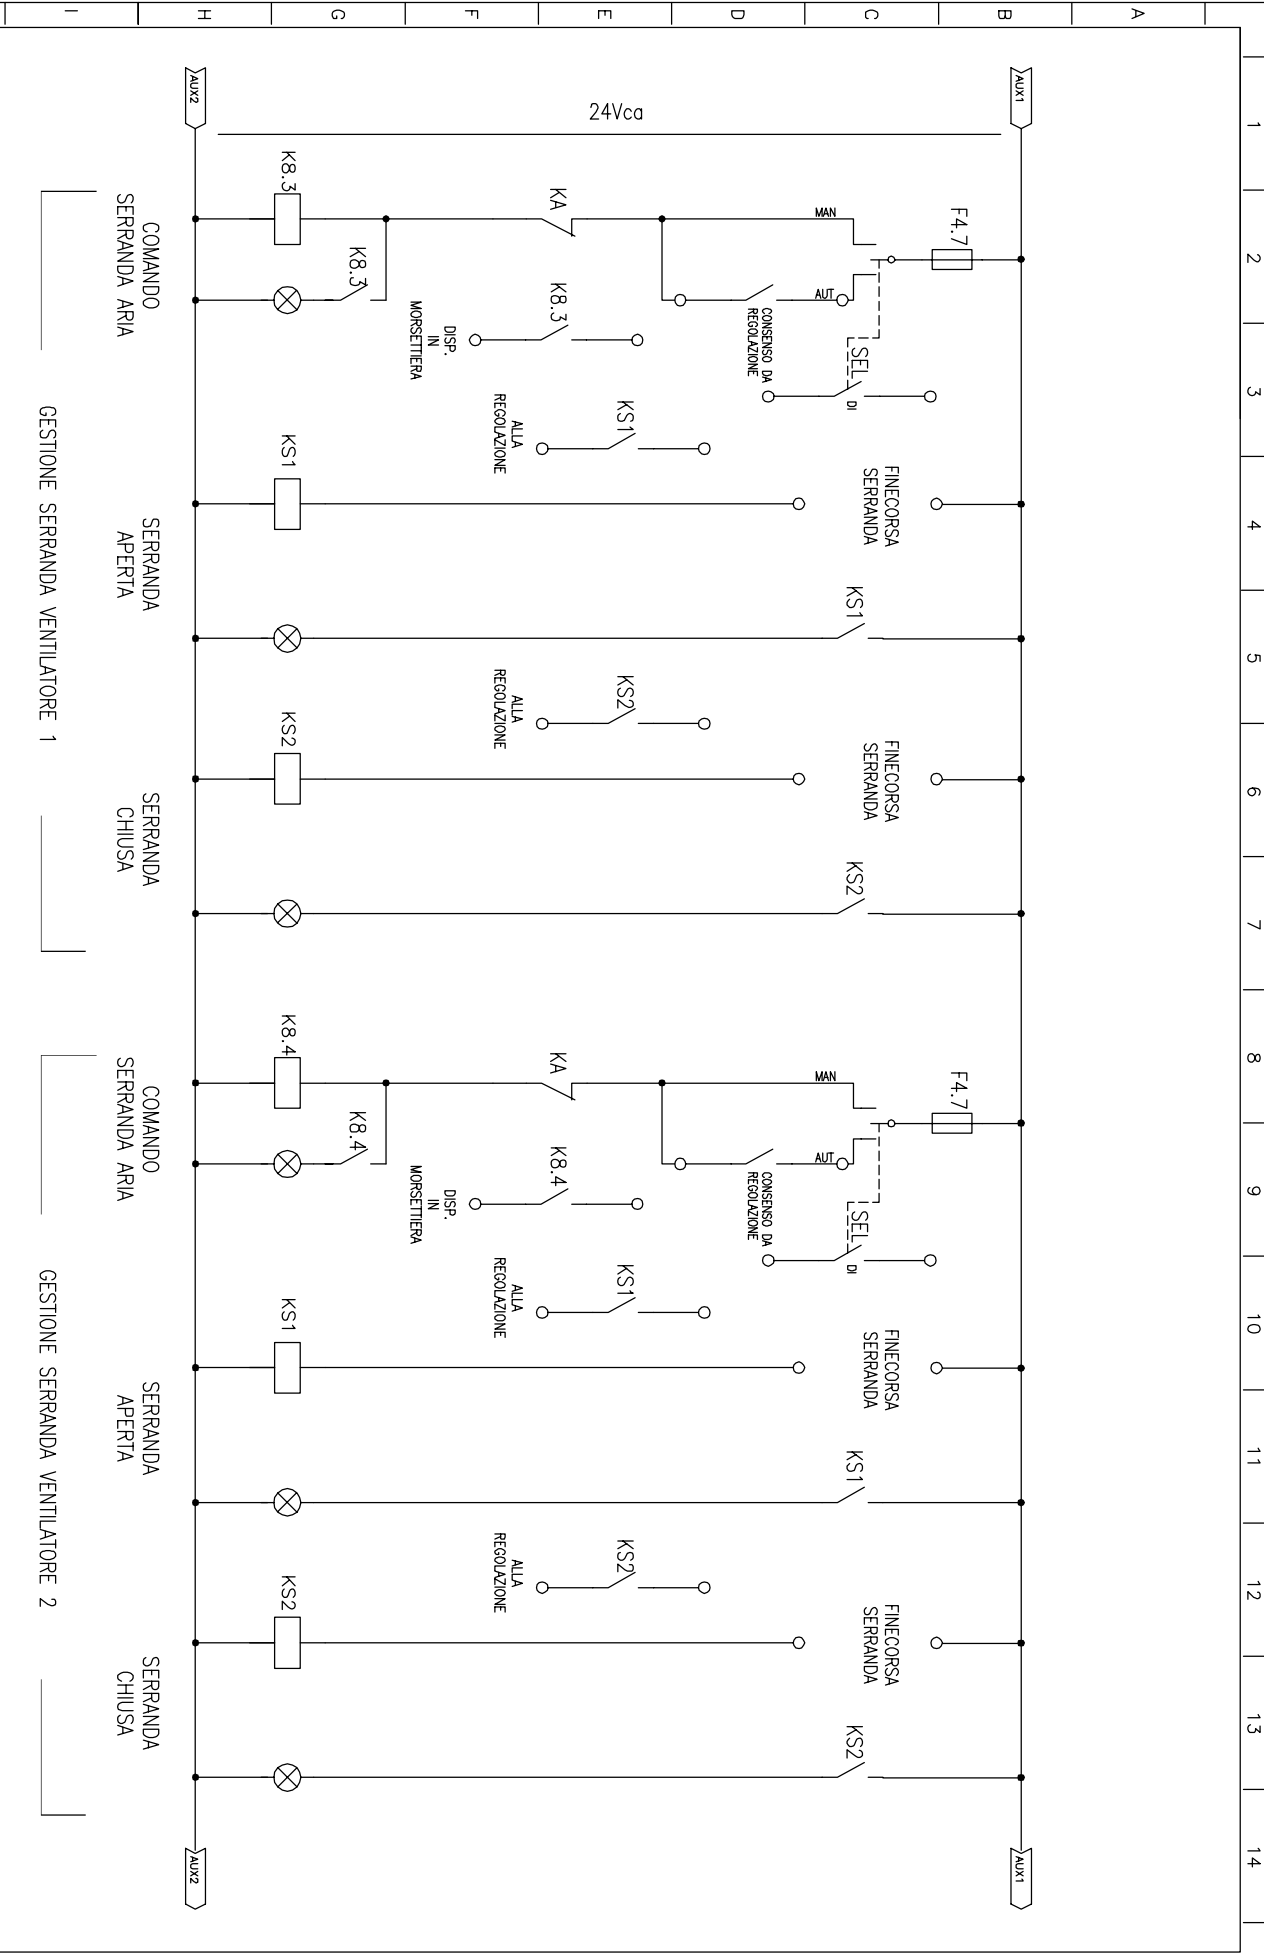 1
2
3
4
5
6
7
8
9
10
11
12
13
14
A
B
C
D
E
F
G
H
I
AUX1
AUX1
24Vca
F4.7
MAN
AUT
SEL
DI
CONSENSO DA
REGOLAZIONE
KA
K8.3
DISP.
IN
MORSETTIERA
K8.3
K8.3
KS1
ALLA
REGOLAZIONE
FINECORSA
SERRANDA
KS1
KS1
KS2
ALLA
REGOLAZIONE
FINECORSA
SERRANDA
KS2
KS2
F4.7
MAN
AUT
SEL
DI
CONSENSO DA
REGOLAZIONE
KA
K8.4
DISP.
IN
MORSETTIERA
K8.4
K8.4
KS1
ALLA
REGOLAZIONE
FINECORSA
SERRANDA
KS1
KS1
KS2
ALLA
REGOLAZIONE
FINECORSA
SERRANDA
KS2
KS2
AUX2
AUX2
COMANDO
SERRANDA ARIA
SERRANDA
APERTA
SERRANDA
CHIUSA
COMANDO
SERRANDA ARIA
SERRANDA
APERTA
SERRANDA
CHIUSA
GESTIONE SERRANDA VENTILATORE 1
GESTIONE SERRANDA VENTILATORE 2